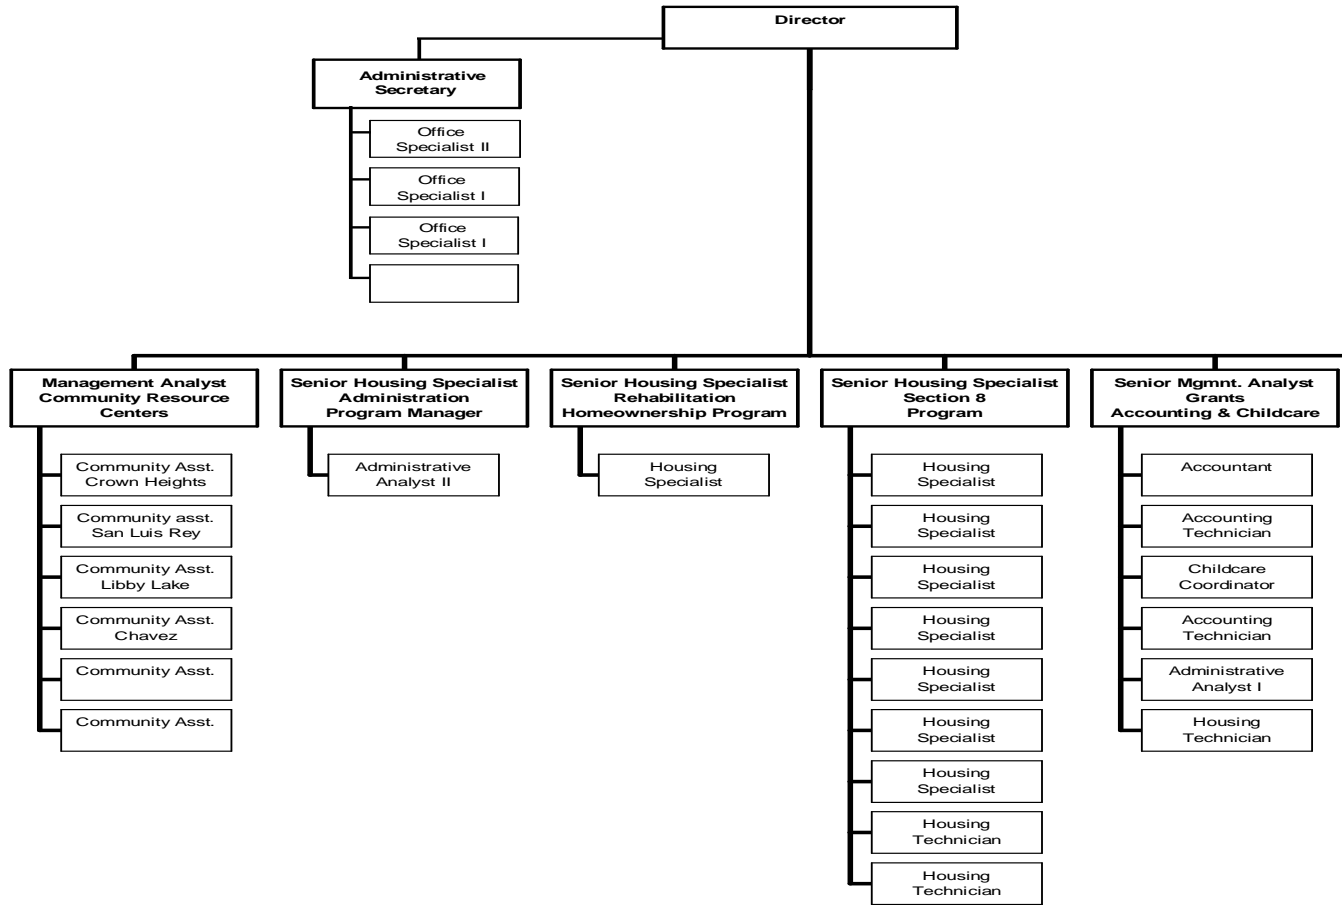 Director
Administrative
Secretary
Office
Specialist II
Office
Specialist I
Office
Specialist I
Management Analyst
Community Resource
Centers
Community Asst.
Crown Heights
Community asst.
San Luis Rey
Community Asst.
Libby Lake
Community Asst.
Chavez
Community Asst.
Community Asst.
Senior Housing Specialist
Administration
Program Manager
Administrative
Analyst II
Senior Housing Specialist
Rehabilitation
Homeownership Program
Housing
Specialist
Senior Housing Specialist
Section 8
Program
Housing
Specialist
Housing
Specialist
Housing
Specialist
Housing
Specialist
Housing
Specialist
Housing
Specialist
Housing
Specialist
Housing
Technician
Housing
Technician
Senior Mgmnt. Analyst
Grants
Accounting & Childcare
Accountant
Accounting
Technician
Childcare
Coordinator
Accounting
Technician
Administrative
Analyst I
Housing
Technician